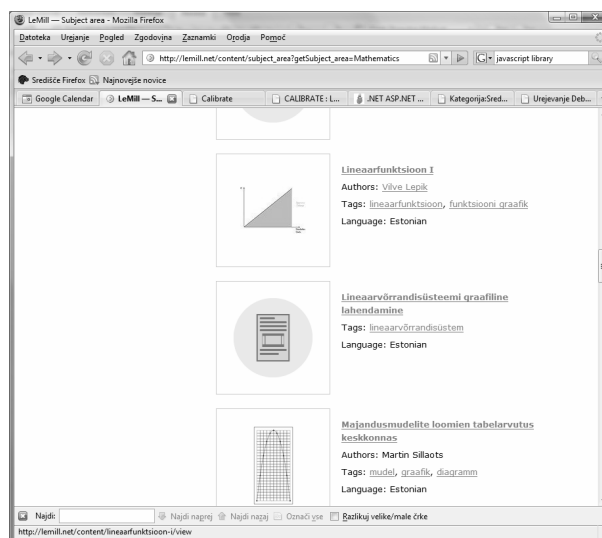 LeMill — Subject area - Mozilla Firefox
Datoteka Urejanje Pogled Zgodovina Zaznamki Orodja Pomoč
http://lemill.net/content/subject_area?getSubject_area=Mathematics
javascript library
Središče Firefox Najnovejše novice
Google Calendar LeMill — S... Calibrate CALIBRATE : L... .NET ASP.NET ... Kategorija:Sred... Urejevanje Deb...
Lineaarfunktsioon I
Authors: Vilve Lepik
Tags: lineaarfunktsioon, funktsiooni graafik
Language: Estonian
Lineaarvõrrandisüsteemi graafiline
lahendamine
Tags: lineaarvõrrandisüstem
Language: Estonian
Majandusmudelite loomien tabelarvutus
keskkonnas
Authors: Martin Sillaots
Tags: mudel, graafik, diagramm
Language: Estonian
Najdi: Najdi naprej Najdi nazaj Označi vse Razlikuj velike/male črke
http://lemill.net/content/lineaarfunktsioon-i/view